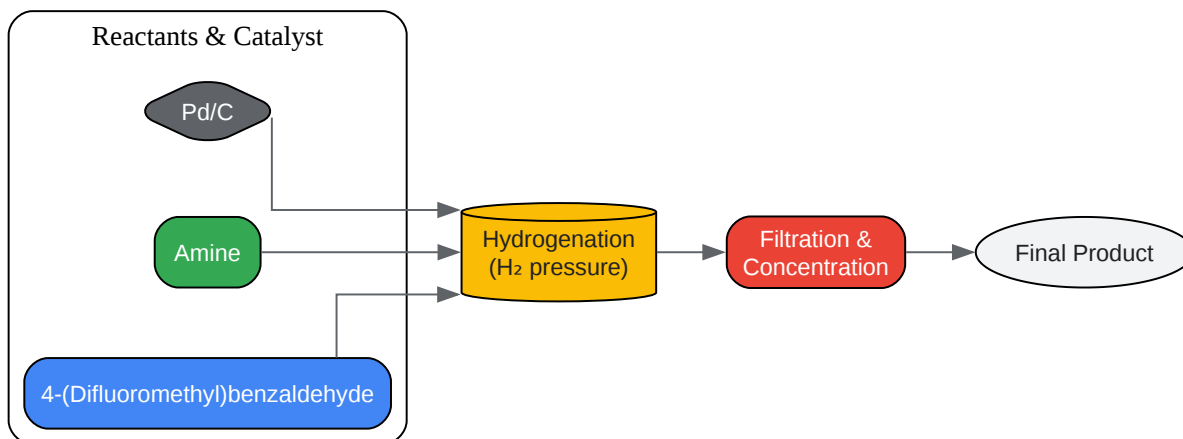 Reactants & Catalyst
Pd/C
Amine
4-(Difluoromethyl)benzaldehyde
Hydrogenation
(H₂ pressure)
Filtration &
Concentration
Final Product